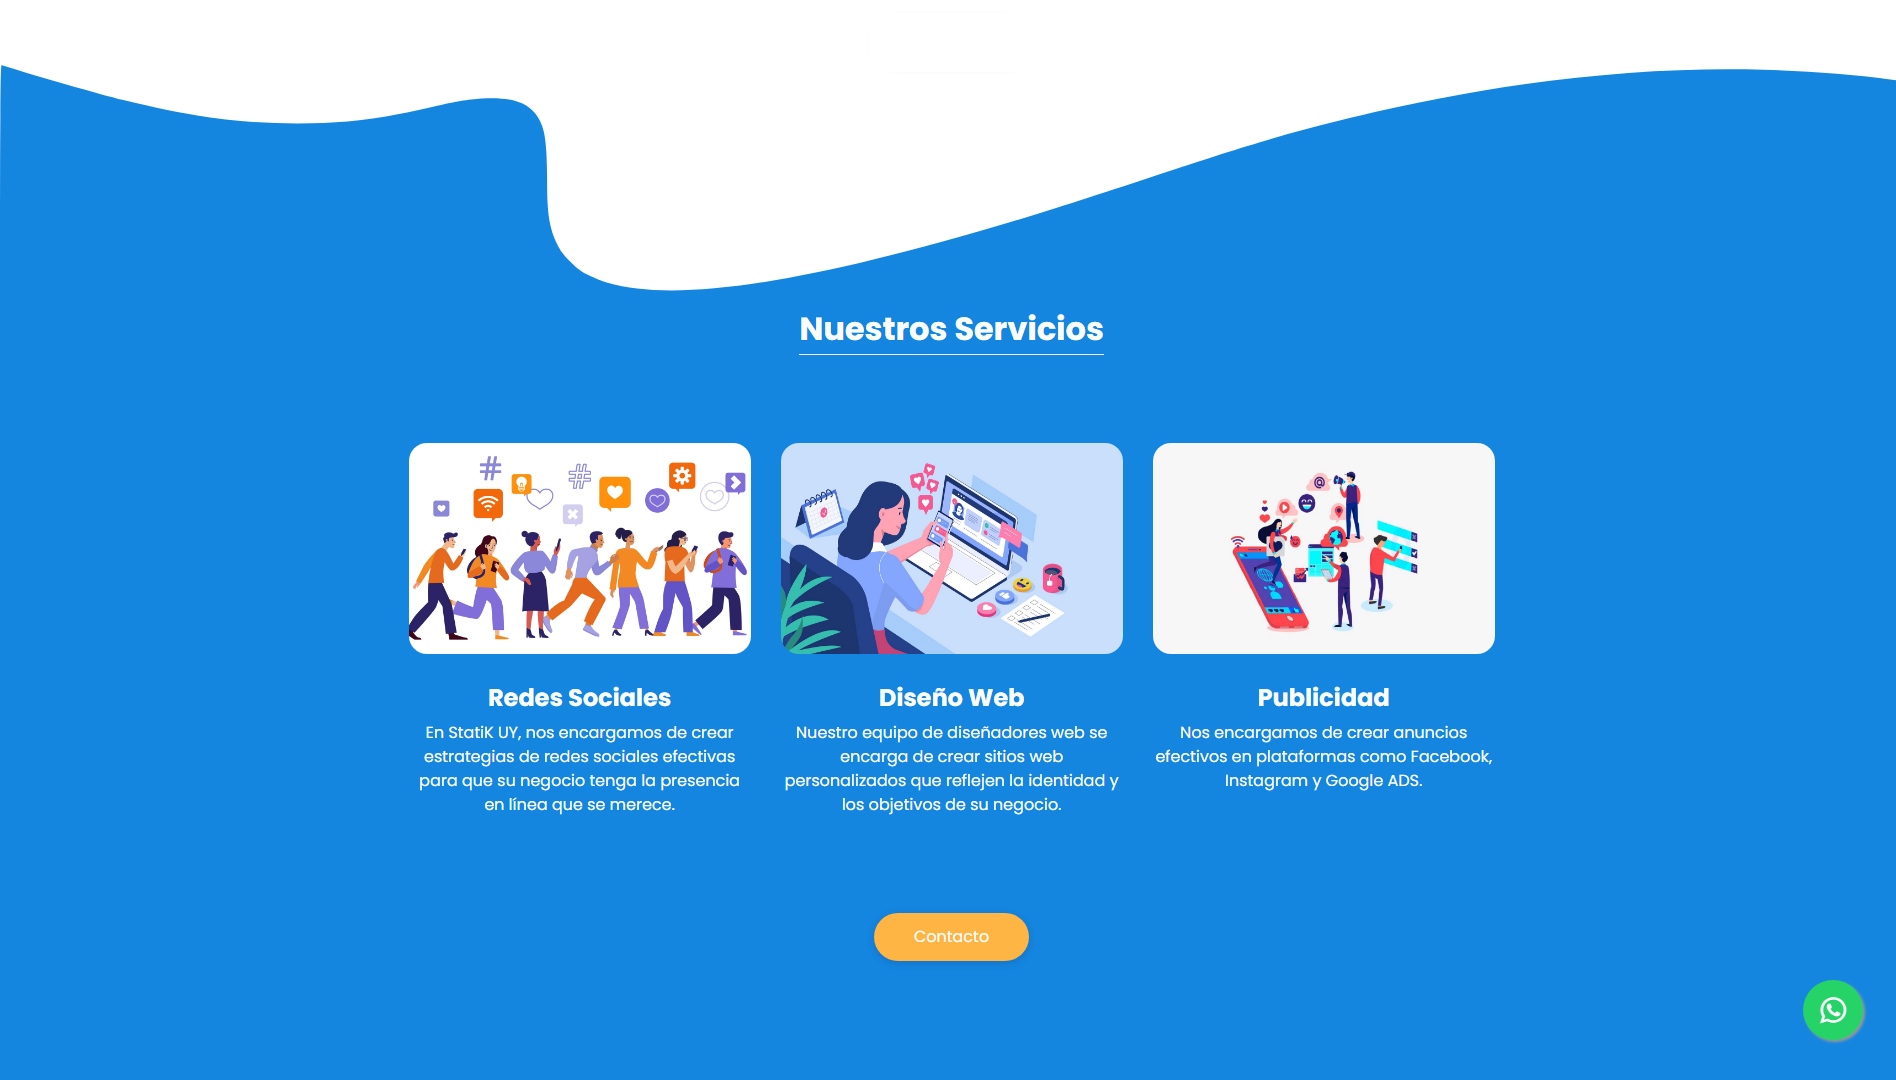 Nuestros Servicios
Redes Sociales
En StatiK UY, nos encargamos de crear
estrategias de redes sociales efectivas
para que su negocio tenga la presencia
en línea que se merece.
Diseño Web
Nuestro equipo de diseñadores web se
encarga de crear sitios web
personalizados que reflejen la identidad y
los objetivos de su negocio.
Publicidad
Nos encargamos de crear anuncios
efectivos en plataformas como Facebook,
Instagram y Google ADS.
Contacto